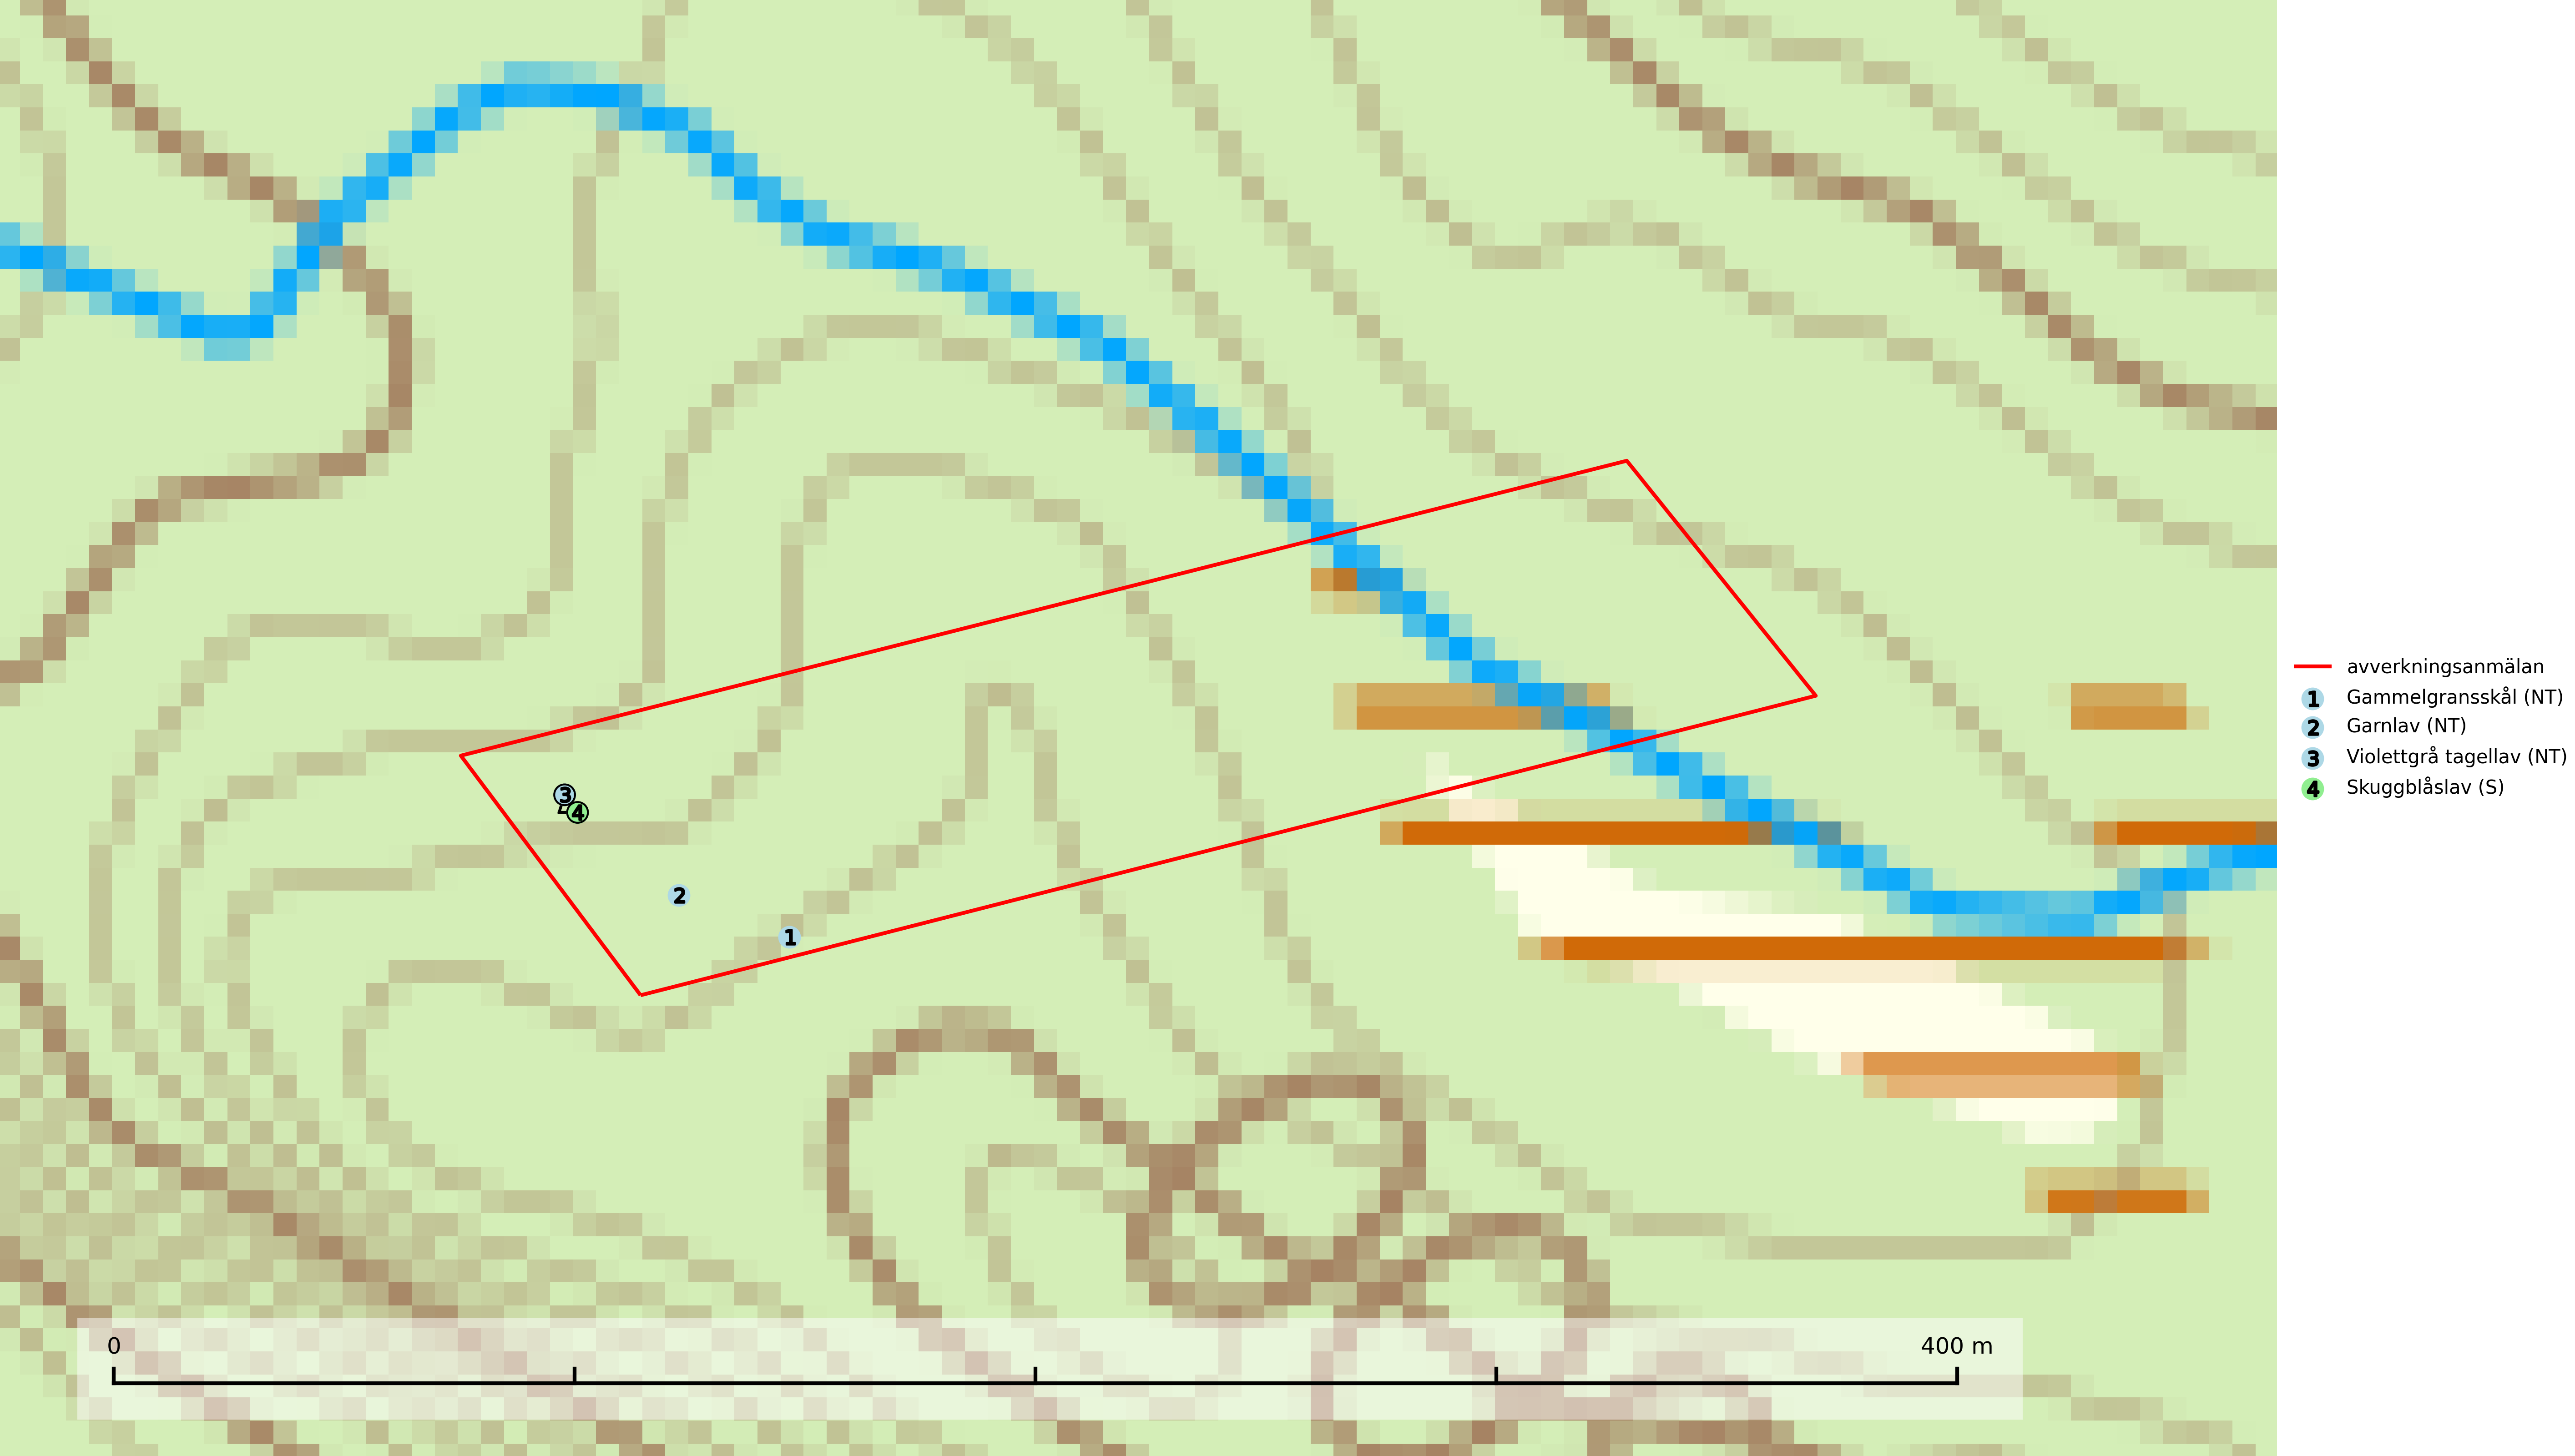 3
4
2
1
0
400 m
avverkningsanmälan
1 Gammelgransskål (NT)
2 Garnlav (NT)
3 Violettgrå tagellav (NT)
4 Skuggblåslav (S)